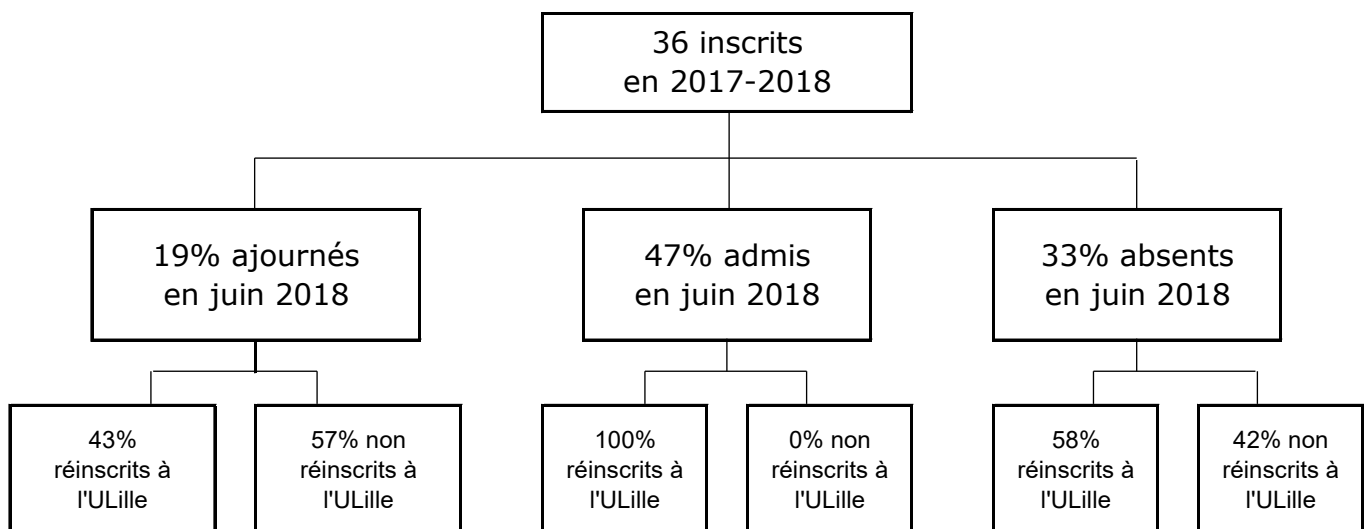 36 inscrits
en 2017-2018
19% ajournés
en juin 2018
47% admis
en juin 2018
33% absents
en juin 2018
43%
réinscrits à
l'ULille
57% non
réinscrits à
l'ULille
100%
réinscrits à
l'ULille
0% non
réinscrits à
l'ULille
58%
réinscrits à
l'ULille
42% non
réinscrits à
l'ULille